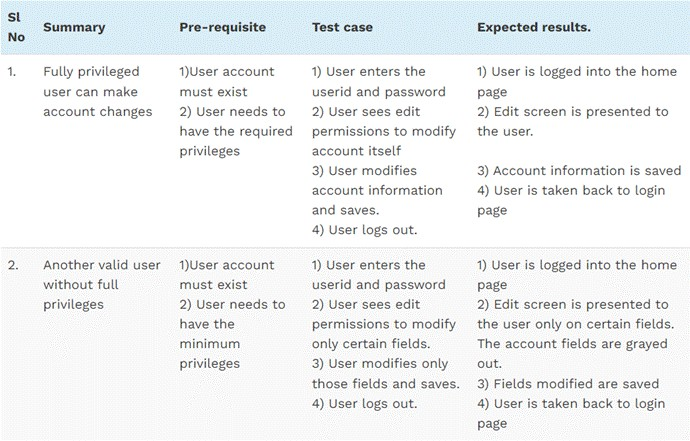 Sl
No
Summary
Pre-requisite
Test case
Expected results.
1.
Fully privileged
user can make
account changes
1)User account
must exist
2) User needs to
have the required
privileges
1) User enters the
userid and password
2) User sees edit
permissions to modify
account itself
3) User modifies
account information
and saves.
4) User logs out.
1) User is logged into the home
page
2) Edit screen is presented to
the user.
3) Account information is saved
4) User is taken back to login
page
2.
Another valid user
without full
privileges
1)User account
must exist
2) User needs to
have the
minimum
privileges
1) User enters the
userid and password
2) User sees edit
permissions to modify
only certain fields.
3) User modifies only
those fields and saves.
4) User logs out.
1) User is logged into the home
page
2) Edit screen is presented to
the user only on certain fields.
The account fields are grayed
out.
3) Fields modified are saved
4) User is taken back to login
page